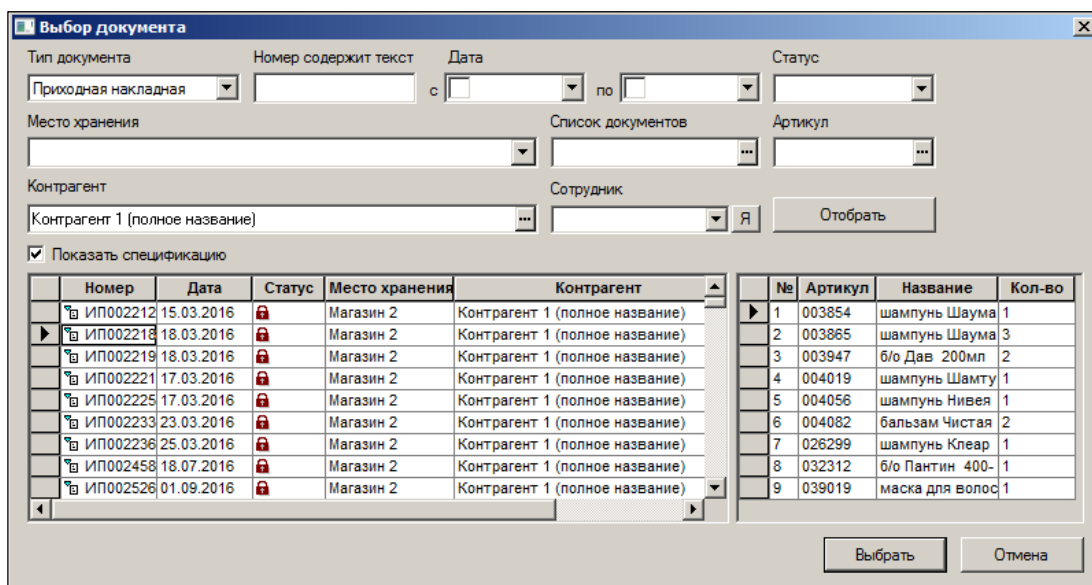 Выбор документа
Тип документа Номер содержит текст Дата Статус
Приходная накладная с по
Место хранения Список документов Артикул
Контрагент Сотрудник
Контрагент 1 (полное название) Я Отобрать
Показать спецификацию
Номер Дата Статус Место хранения Контрагент № Артикул Название Кол-во
ИП002212 15.03.2016 Магазин 2 Контрагент 1 (полное название) 1 003854 шампунь Шаума 1
ИП002218 18.03.2016 Магазин 2 Контрагент 1 (полное название) 2 003865 шампунь Шаума 3
ИП002219 18.03.2016 Магазин 2 Контрагент 1 (полное название) 3 003947 б/о Дав 200мл 2
ИП002221 17.03.2016 Магазин 2 Контрагент 1 (полное название) 4 004019 шампунь Шамту 1
ИП002225 17.03.2016 Магазин 2 Контрагент 1 (полное название) 5 004056 шампунь Нивея 1
ИП002233 23.03.2016 Магазин 2 Контрагент 1 (полное название) 6 004082 бальзам Чистая 2
ИП002236 25.03.2016 Магазин 2 Контрагент 1 (полное название) 7 026299 шампунь Клеар 1
ИП002458 18.07.2016 Магазин 2 Контрагент 1 (полное название) 8 032312 б/о Пантин 400- 1
ИП002526 01.09.2016 Магазин 2 Контрагент 1 (полное название) 9 039019 маска для волос 1
Выбрать Отмена